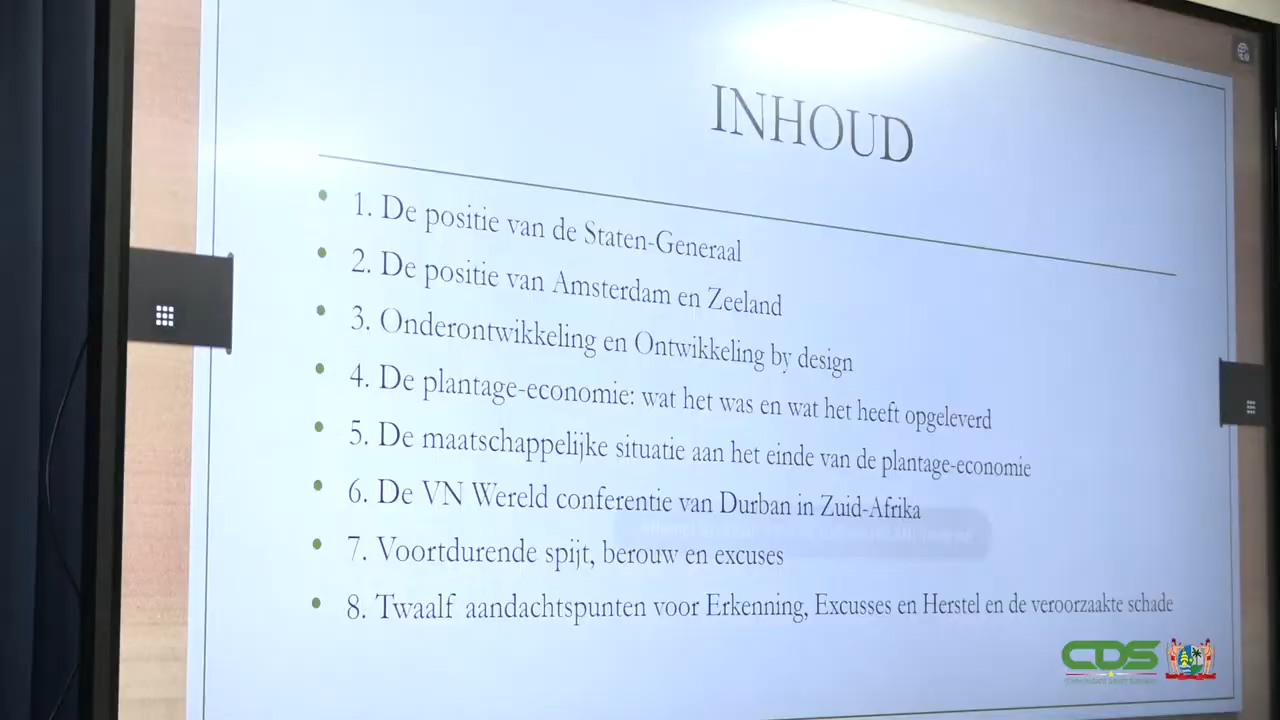 INHOUD
• 1. De positie van de Staten-Generaal
• 2. De positie van Amsterdam en Zeeland
• 3. Onderontwikkeling en Ontwikkeling by design
• 4. De plantage-economie: wat het was en wat het heeft opgeleverd
• 5. De maatschappelijke situatie aan het einde van de plantage-economie
• 6. De VN Wereld conferentie van Durban in Zuid-Afrika
• 7. Voortdurende spijt, berouw en excuses
• 8. Twaalf aandachtspunten voor Erkenning, Excusses en Herstel en de veroorzaakte schade
CDS